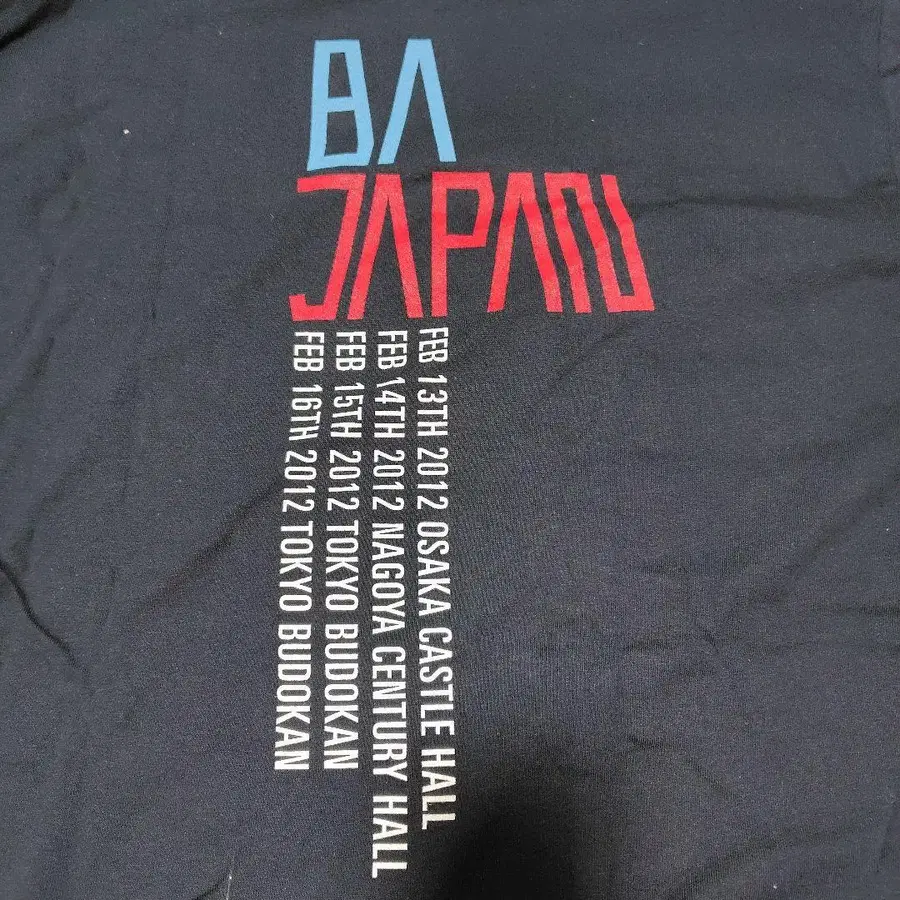 BA
JAPAN
FEB 13TH 2012 OSAKA CASTLE HALL
FEB 14TH 2012 NAGOYA CENTURY HALL
FEB 15TH 2012 TOKYO BUDOKAN
FEB 16TH 2012 TOKYO BUDOKAN